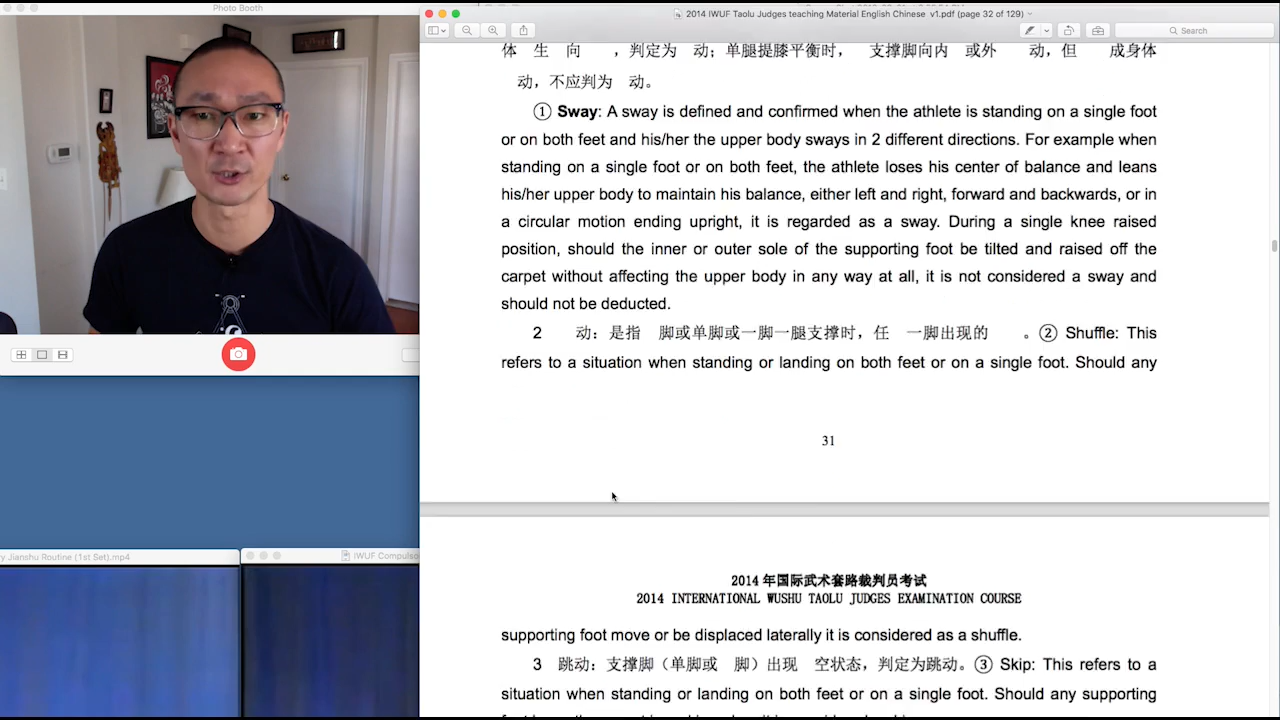 Photo Booth
2014 IWUF Taolu Judges teaching Material English Chinese v1.pdf (page 32 of 129)
Search
体 生 向 ，判定为 动；单腿提膝平衡时， 支撑脚向内 或外 动，但 成身体
动，不应判为 动。
① Sway: A sway is defined and confirmed when the athlete is standing on a single foot
or on both feet and his/her the upper body sways in 2 different directions. For example when
standing on a single foot or on both feet, the athlete loses his center of balance and leans
his/her upper body to maintain his balance, either left and right, forward and backwards, or in
a circular motion ending upright, it is regarded as a sway. During a single knee raised
position, should the inner or outer sole of the supporting foot be tilted and raised off the
carpet without affecting the upper body in any way at all, it is not considered a sway and
should not be deducted.
2 动：是指 脚或单脚或一脚一腿支撑时，任 一脚出现的 。② Shuffle: This
refers to a situation when standing or landing on both feet or on a single foot. Should any
31
2014 年国际武术套路裁判员考试
2014 INTERNATIONAL WUSHU TAOLU JUDGES EXAMINATION COURSE
supporting foot move or be displaced laterally it is considered as a shuffle.
3 跳动：支撑脚（单脚或 脚）出现 空状态，判定为跳动。③ Skip: This refers to a
situation when standing or landing on both feet or on a single foot. Should any supporting
y Jianshu Routine (1st Set).mp4
IWUF Compulso